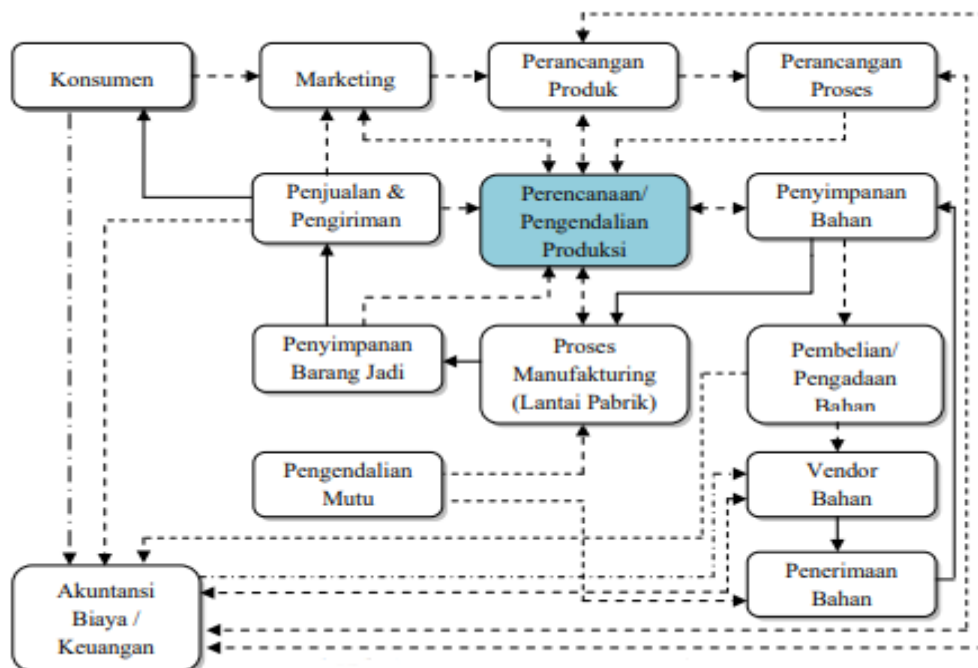 Konsumen
Marketing
Perancangan
Produk
Perancangan
Proses
Penjualan &
Pengiriman
Perencanaan/
Pengendalian
Produksi
Penyimpanan
Bahan
Penyimpanan
Barang Jadi
Proses
Manufakturing
(Lantai Pabrik)
Pembelian/
Pengadaan
Bahan
Pengendalian
Mutu
Vendor
Bahan
Akuntansi
Biaya /
Keuangan
Penerimaan
Bahan